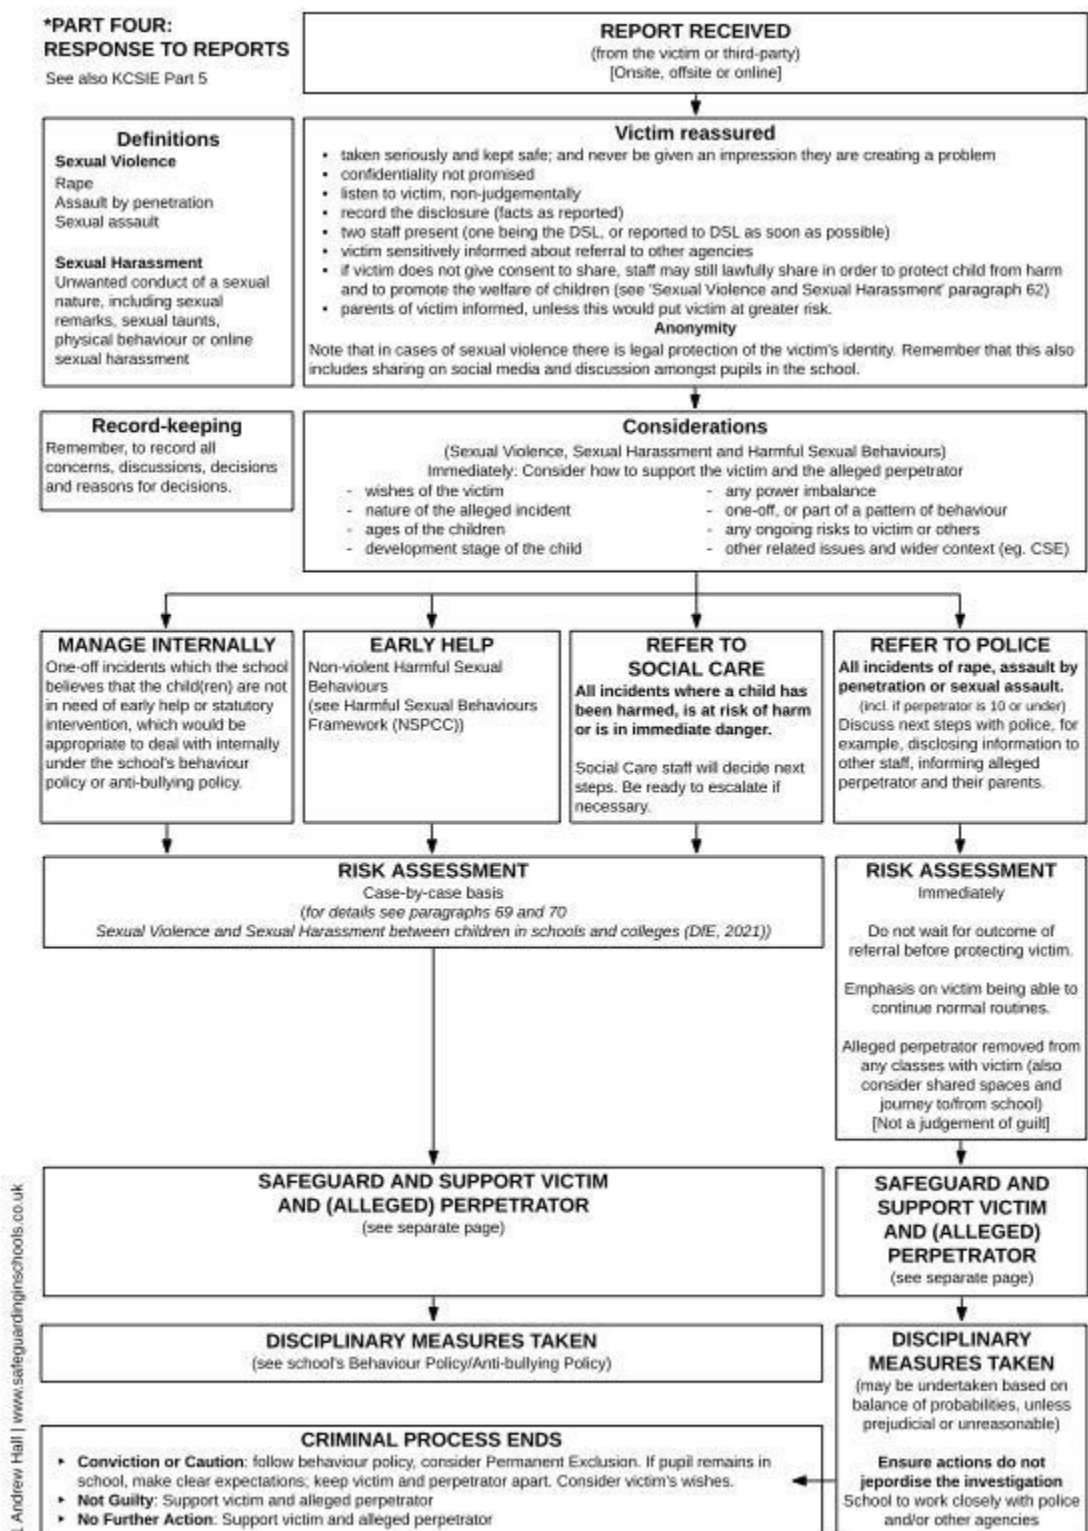 *PART FOUR:
RESPONSE TO REPORTS
See also KCSIE Part 5
REPORT RECEIVED
(from the victim or third-party)
[Onsite, offsite or online]
Definitions
Sexual Violence
Rape
Assault by penetration
Sexual assault
Sexual Harassment
Unwanted conduct of a sexual
nature, including sexual
remarks, sexual taunts,
physical behaviour or online
sexual harassment
Victim reassured
• taken seriously and kept safe; and never be given an impression they are creating a problem
• confidentiality not promised
• listen to victim, non-judgementally
• record the disclosure (facts as reported)
• two staff present (one being the DSL, or reported to DSL as soon as possible)
• victim sensitively informed about referral to other agencies
• if victim does not give consent to share, staff may still lawfully share in order to protect child from harm
and to promote the welfare of children (see 'Sexual Violence and Sexual Harassment' paragraph 62)
• parents of victim informed, unless this would put victim at greater risk.
Anonymity
Note that in cases of sexual violence there is legal protection of the victim's identity. Remember that this also
includes sharing on social media and discussion amongst pupils in the school.
Record-keeping
Remember, to record all
concerns, discussions, decisions
and reasons for decisions.
Considerations
(Sexual Violence, Sexual Harassment and Harmful Sexual Behaviours)
Immediately: Consider how to support the victim and the alleged perpetrator
- wishes of the victim
- nature of the alleged incident
- ages of the children
- development stage of the child
- any power imbalance
- one-off, or part of a pattern of behaviour
- any ongoing risks to victim or others
- other related issues and wider context (eg. CSE)
MANAGE INTERNALLY
One-off incidents which the school
believes that the child(ren) are not
in need of early help or statutory
intervention, which would be
appropriate to deal with internally
under the school's behaviour
policy or anti-bullying policy.
EARLY HELP
Non-violent Harmful Sexual
Behaviours
(see Harmful Sexual Behaviours
Framework (NSPCC))
REFER TO
SOCIAL CARE
All incidents where a child has
been harmed, is at risk of harm
or is in immediate danger.
Social Care staff will decide next
steps. Be ready to escalate if
necessary.
REFER TO POLICE
All incidents of rape, assault by
penetration or sexual assault.
(incl. if perpetrator is 10 or under)
Discuss next steps with police, for
example, disclosing information to
other staff, informing alleged
perpetrator and their parents.
RISK ASSESSMENT
Case-by-case basis
(for details see paragraphs 69 and 70
Sexual Violence and Sexual Harassment between children in schools and colleges (DfE, 2021))
RISK ASSESSMENT
Immediately
Do not wait for outcome of
referral before protecting victim.
Emphasis on victim being able to
continue normal routines.
Alleged perpetrator removed from
any classes with victim (also
consider shared spaces and
journey to/from school)
[Not a judgement of guilt]
SAFEGUARD AND SUPPORT VICTIM
AND (ALLEGED) PERPETRATOR
(see separate page)
SAFEGUARD AND
SUPPORT VICTIM
AND (ALLEGED)
PERPETRATOR
(see separate page)
DISCIPLINARY MEASURES TAKEN
(see school's Behaviour Policy/Anti-bullying Policy)
DISCIPLINARY
MEASURES TAKEN
(may be undertaken based on
balance of probabilities, unless
prejudicial or unreasonable)
Ensure actions do not
jepordise the investigation
School to work closely with police
and/or other agencies
CRIMINAL PROCESS ENDS
‣ Conviction or Caution: follow behaviour policy, consider Permanent Exclusion. If pupil remains in
school, make clear expectations; keep victim and perpetrator apart. Consider victim's wishes.
‣ Not Guilty: Support victim and alleged perpetrator
‣ No Further Action: Support victim and alleged perpetrator
Andrew Hall | www.safeguardinginschools.co.uk